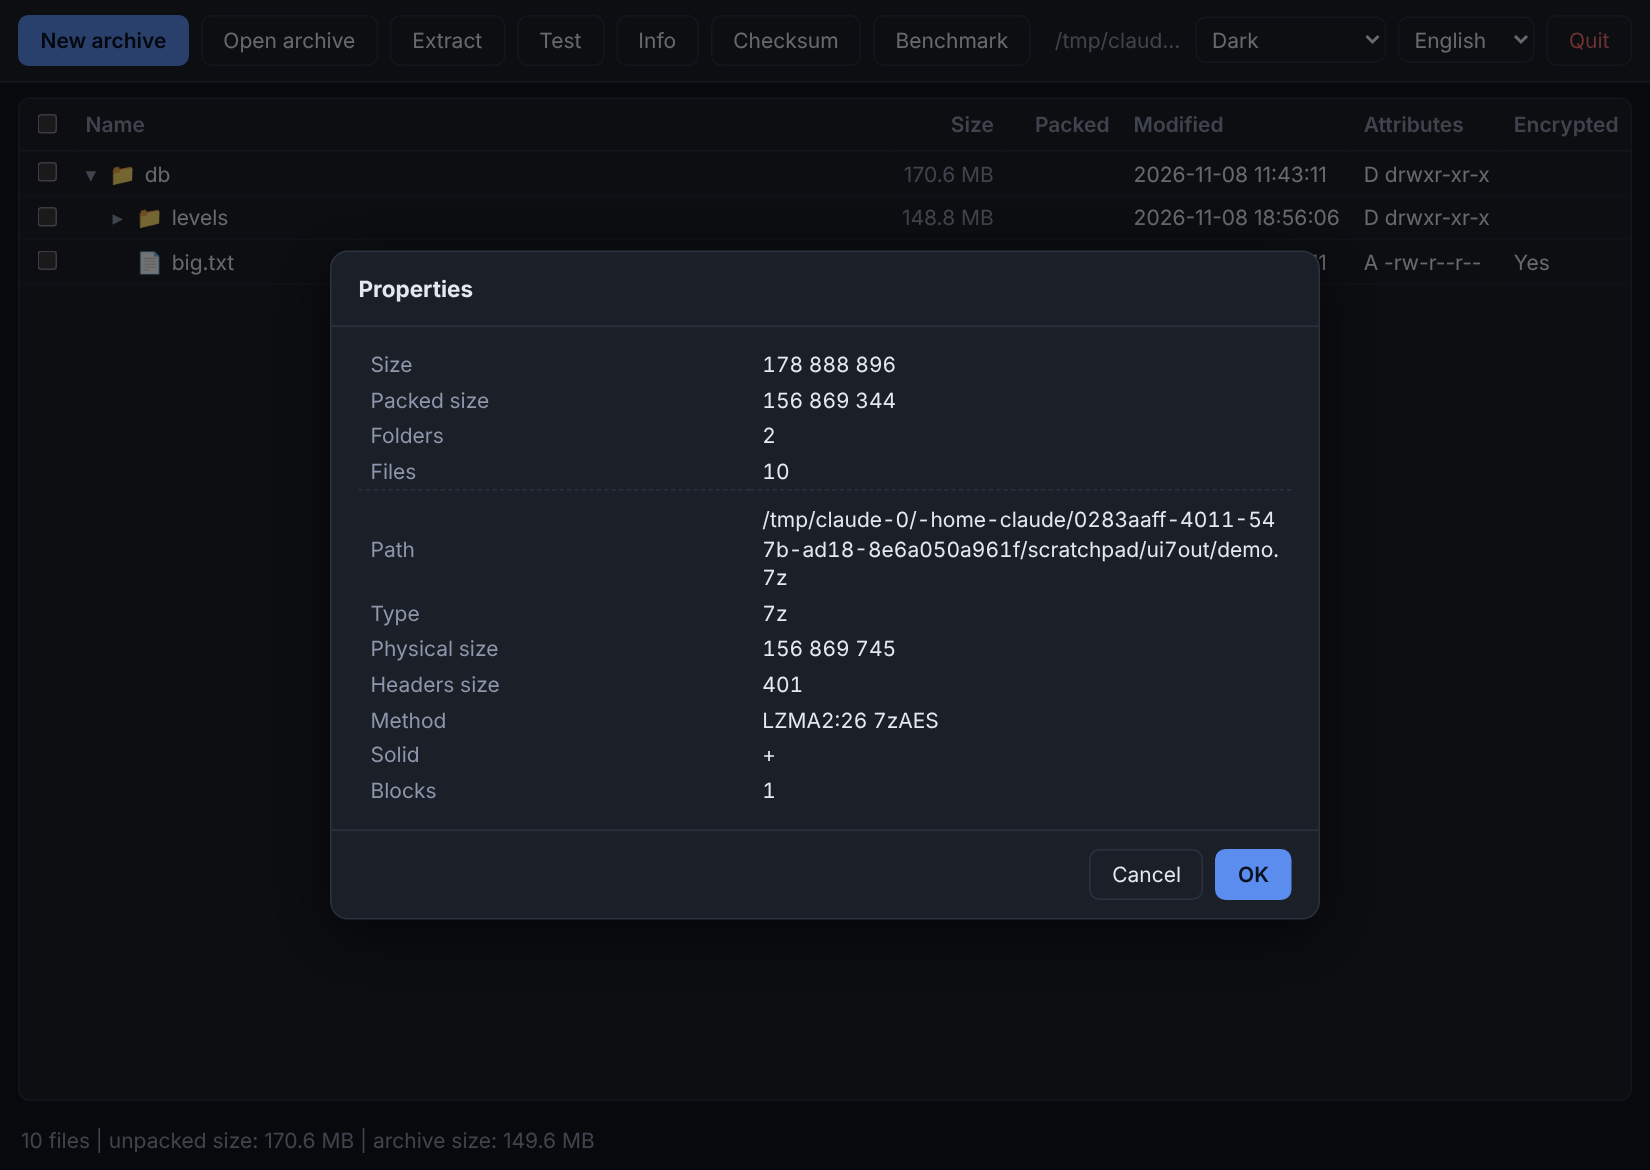 New archive Open archive Extract Test Info Checksum Benchmark /tmp/claud... Dark English Quit
Name Size Packed Modified Attributes Encrypted
db 170.6 MB 2026-11-08 11:43:11 D drwxr-xr-x
levels 148.8 MB 2026-11-08 18:56:06 D drwxr-xr-x
big.txt 1 A -rw-r--r-- Yes
Properties
Size 178 888 896
Packed size 156 869 344
Folders 2
Files 10
Path /tmp/claude-0/-home-claude/0283aaff-4011-54
7b-ad18-8e6a050a961f/scratchpad/ui7out/demo.
7z
Type 7z
Physical size 156 869 745
Headers size 401
Method LZMA2:26 7zAES
Solid +
Blocks 1
Cancel OK
10 files | unpacked size: 170.6 MB | archive size: 149.6 MB